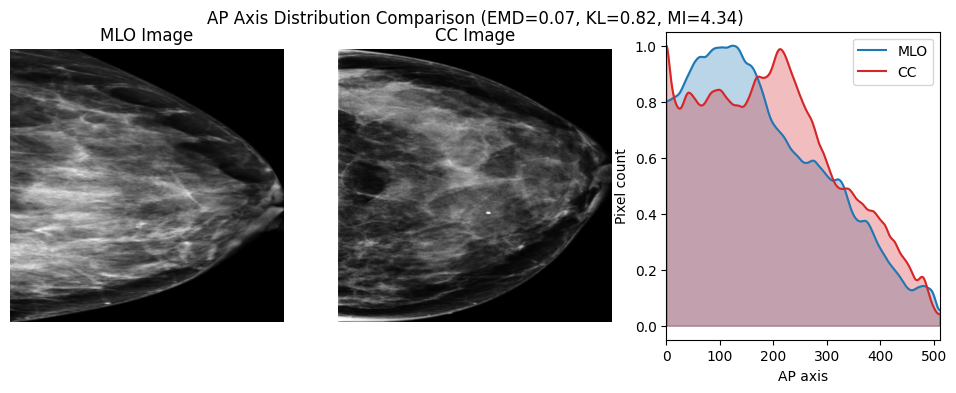 AP Axis Distribution Comparison (EMD=0.07, KL=0.82, MI=4.34)
MLO Image
CC Image
MLO
CC
1.0
0.8
0.6
0.4
0.2
0.0
Pixel count
0 100 200 300 400 500
AP axis